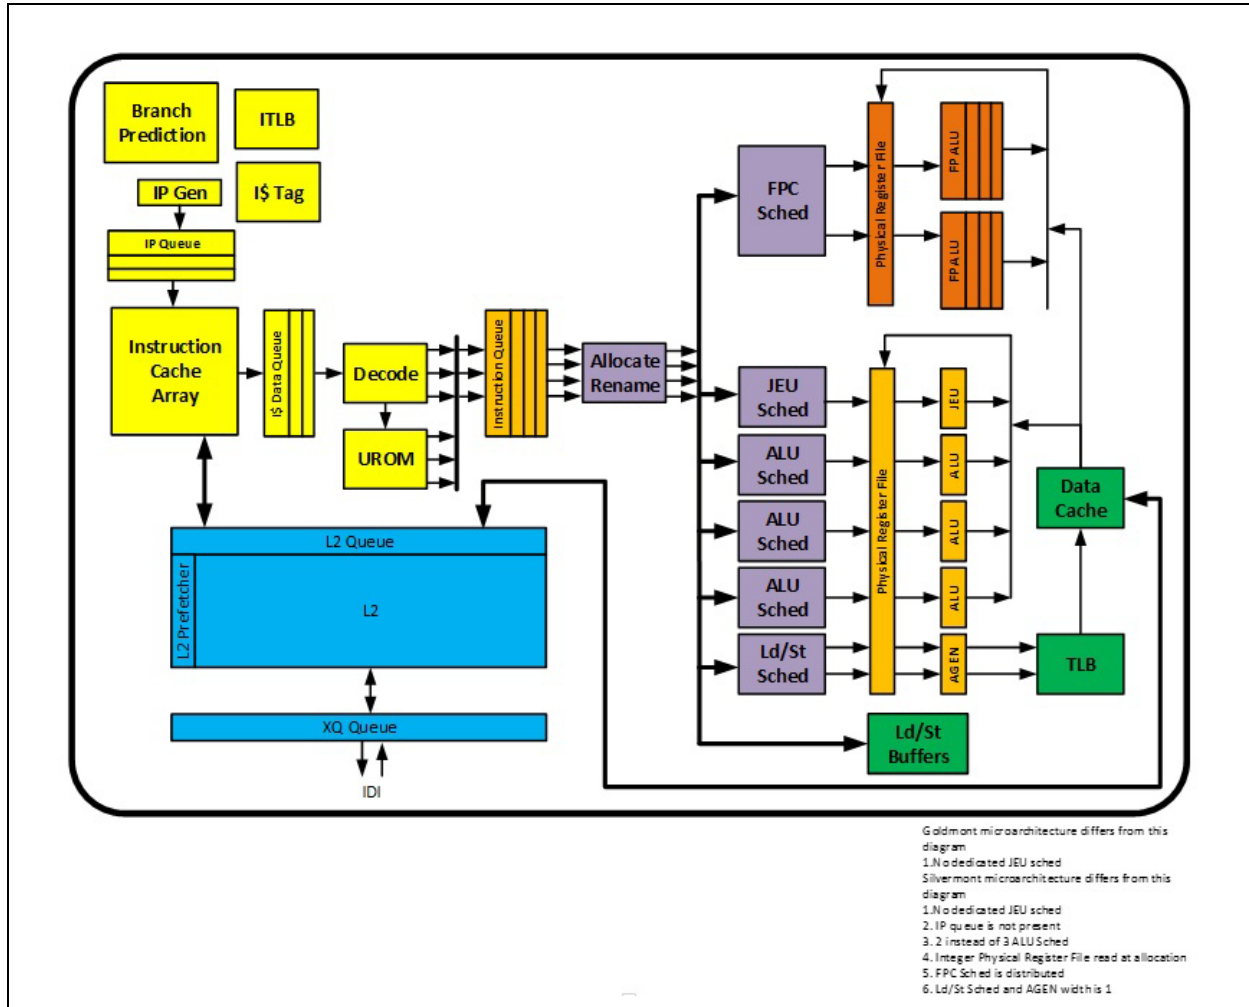 Branch
Prediction
ITLB
IP Gen
I$ Tag
IP Queue
Instruction
Cache
Array
I$ Data Queue
Decode
UROM
Instruction Queue
Allocate
Rename
L2 Queue
L2 Prefetcher
L2
XQ Queue
IDI
FPC
Sched
Physical Register File
FP ALU
FP ALU
JEU
Sched
ALU
Sched
ALU
Sched
ALU
Sched
Ld/St
Sched
Physical Register File
JEU
ALU
ALU
ALU
AGEN
Data
Cache
TLB
Ld/St
Buffers
Goldmont microarchitecture differs from this
diagram
1.No dedicated JEU sched
Silvermont microarchitecture differs from this
diagram
1.No dedicated JEU sched
2. IP queue is not present
3. 2 instead of 3 ALU Sched
4. Integer Physical Register File read at allocation
5. FPC Sched is distributed
6. Ld/St Sched and AGEN width is 1